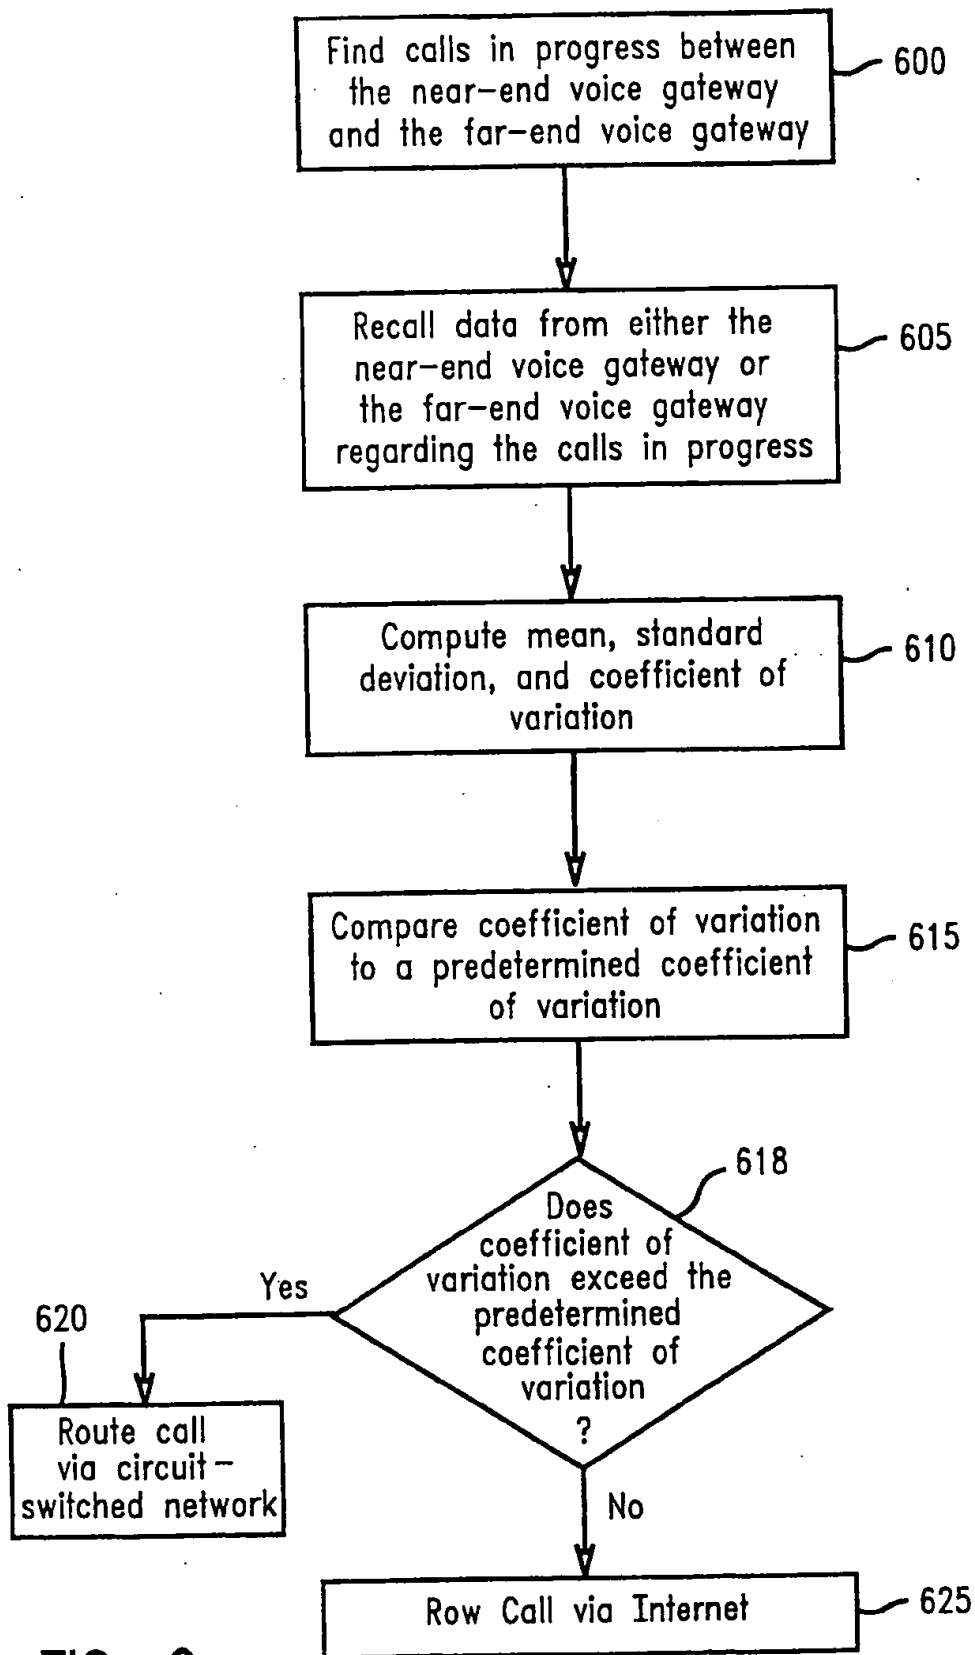 Find calls in progress between
the near-end voice gateway
and the far-end voice gateway
600
Recall data from either the
near-end voice gateway or
the far-end voice gateway
regarding the calls in progress
605
Compute mean, standard
deviation, and coefficient of
variation
610
Compare coefficient of variation
to a predetermined coefficient
of variation
615
618
Does
coefficient of
variation exceed the
predetermined
coefficient of
variation
?
Yes
620
Route call
via circuit-
switched network
No
Row Call via Internet
625